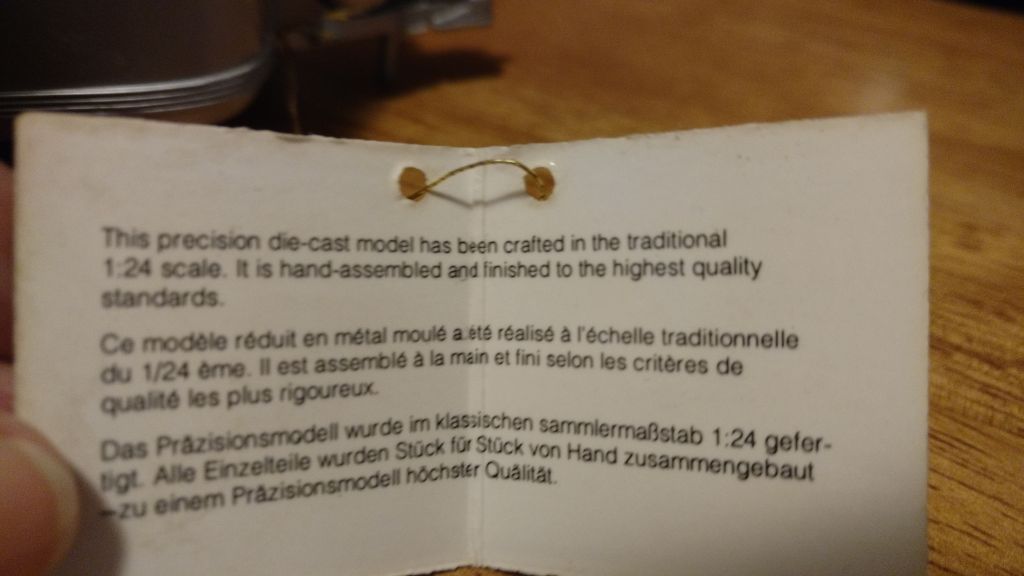 This precision die-cast model has been crafted in the traditional
1:24 scale. It is hand-assembled and finished to the highest quality
standards.
Ce modèle réduit en métal moulé a été réalisé à l'échelle traditionnelle
du 1/24 ème. Il est assemblé à la main et fini selon les critères de
qualité les plus rigoureux.
Das Präzisionsmodell wurde im klassischen sammlermaßstab 1:24 gefer-
tigt. Alle Einzelteile wurden Stück für Stück von Hand zusammengebaut
–zu einem Präzisionsmodell höchster Quälität.